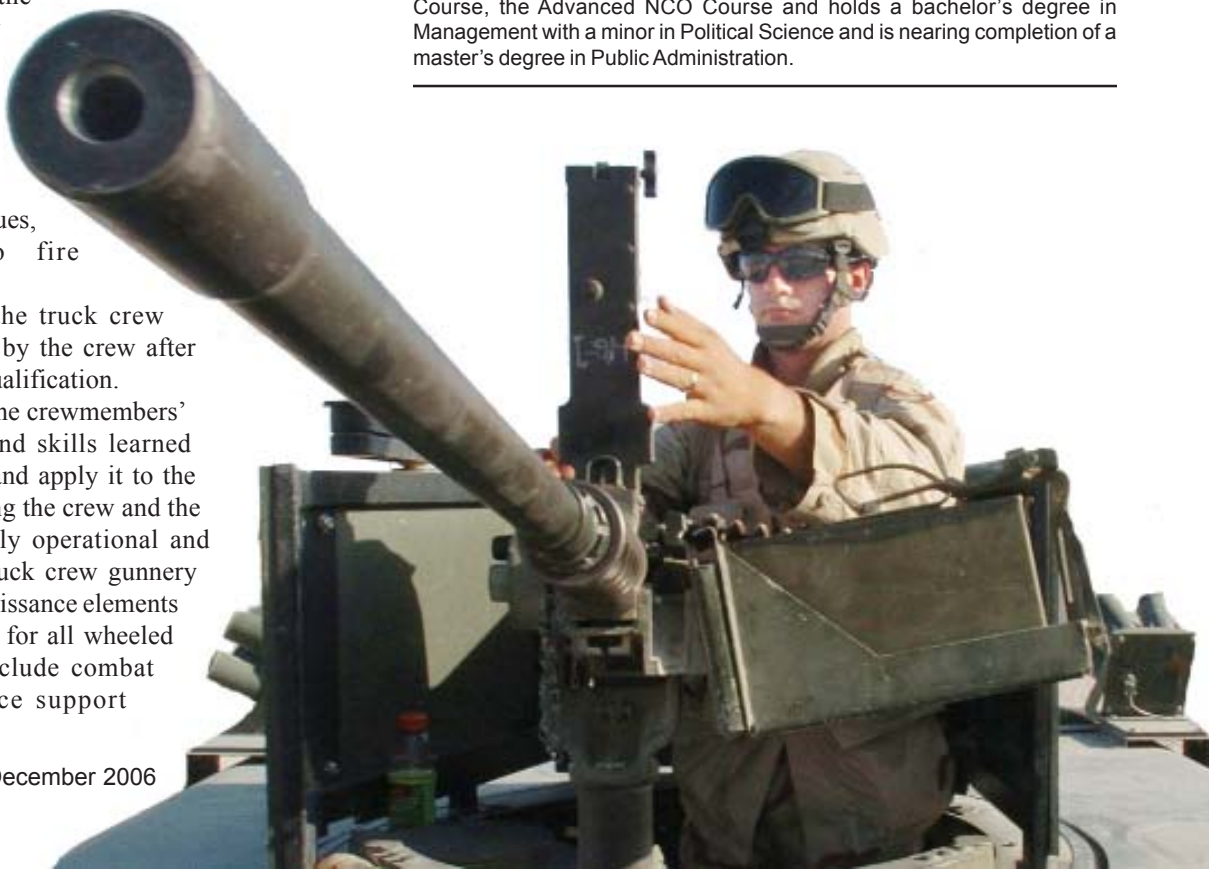 the
ues,
o fire
he truck crew
by the crew after
ualification.
he crewmembers'
nd skills learned
and apply it to the
ng the crew and the
ly operational and
uck crew gunnery
issance elements
for all wheeled
clude combat
ce support
December 2006
Course, the Advanced NCO Course and holds a bachelor's degree in
Management with a minor in Political Science and is nearing completion of a
master's degree in Public Administration.